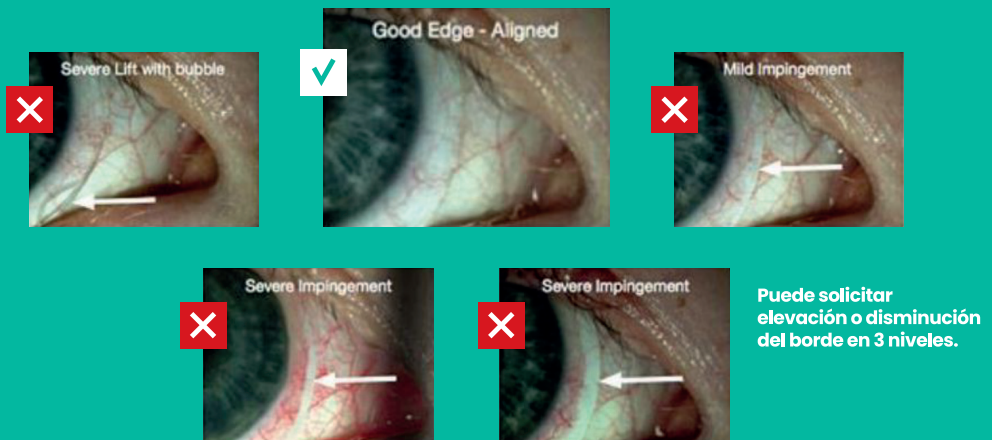 Good Edge - Aligned
Severe Lift with bubble
Mild Impingement
Severe Impingement
Severe Impingement
Puede solicitar
elevación o disminución
del borde en 3 niveles.